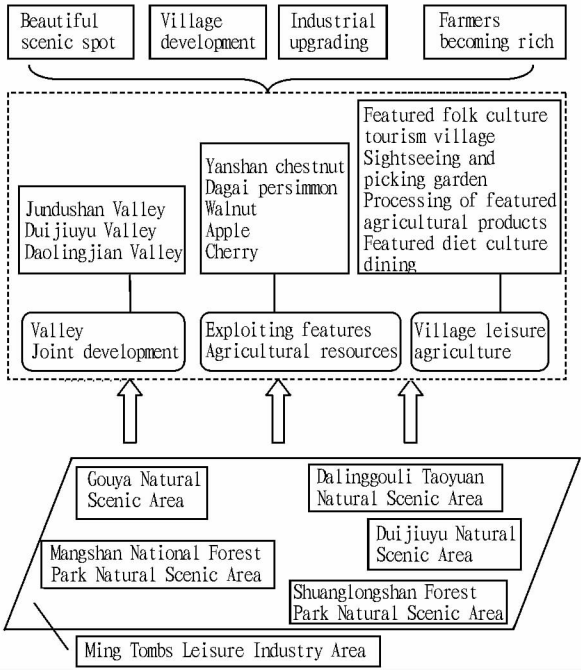 Beautiful
scenic spot
Village
development
Industrial
upgrading
Farmers
becoming rich
Jundushan Valley
Duijiuyu Valley
Daolingjian Valley
Yanshan chestnut
Dagai persimmon
Walnut
Apple
Cherry
Featured folk culture
tourism village
Sightseeing and
picking garden
Processing of featured
agricultural products
Featured diet culture
dining
Valley
Joint development
Exploiting features
Agricultural resources
Village leisure
agriculture
Gouya Natural
Scenic Area
Dalinggouli Taoyuan
Natural Scenic Area
Duijiuyu Natural
Scenic Area
Mangshan National Forest
Park Natural Scenic Area
Shuanglongshan Forest
Park Natural Scenic Area
Ming Tombs Leisure Industry Area